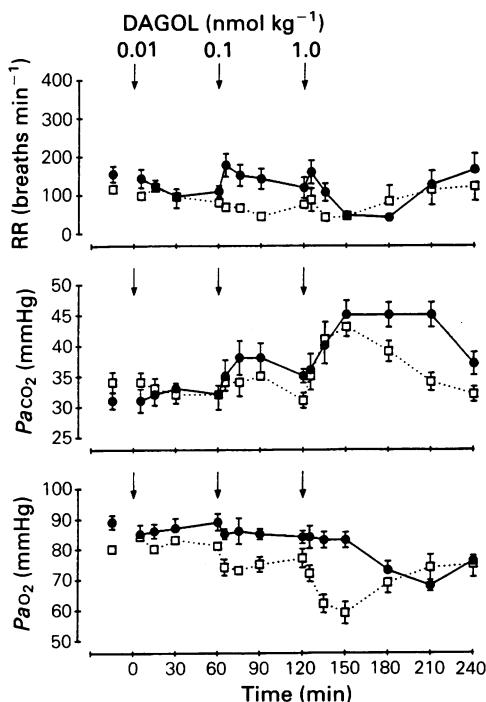 DAGOL (nmol kg⁻¹)
0.01 0.1 1.0
RR (breaths min⁻¹)
400
300
200
100
0
Paco₂ (mmHg)
50
45
40
35
30
25
Pao₂ (mmHg)
100
90
80
70
60
50
0 30 60 90 120 150 180 210 240
Time (min)